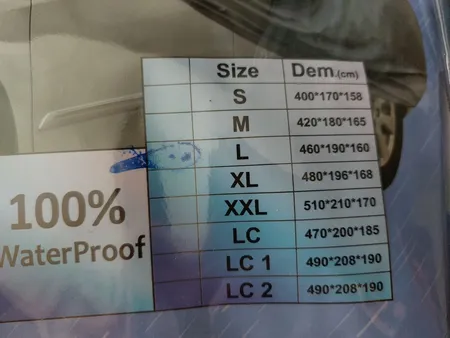 Size Dem.(cm)
S 400*170*158
M 420*180*165
L 460*190*160
XL 480*196*168
XXL 510*210*170
LC 470*200*185
LC 1 490*208*190
LC 2 490*208*190
100%
WaterProof